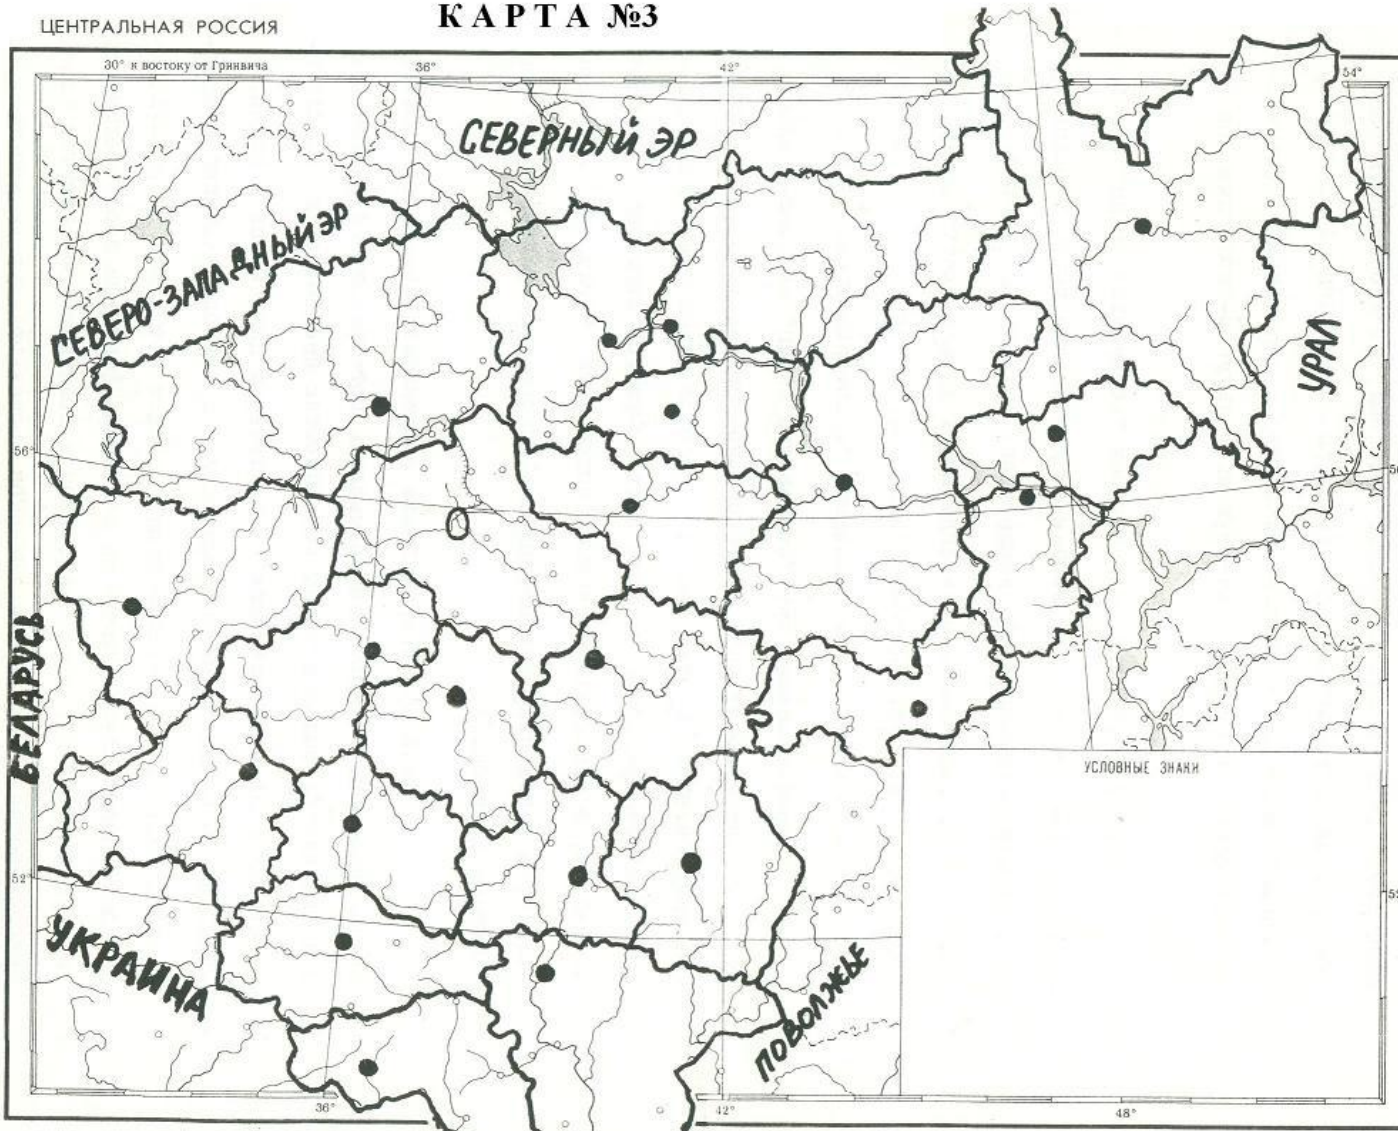 К А Р Т А №3
ЦЕНТРАЛЬНАЯ РОССИЯ
30° к востоку от Гринвича
36°
42°
54°
СЕВЕРНЫЙ ЭР
СЕВЕРО-ЗАПАДНЫЙ ЭР
УРАЛ
56°
БЕЛАРУСЬ
УСЛОВНЫЕ ЗНАКИ
52°
УКРАИНА
ПОВОЛЖЬЕ
36°
42°
48°